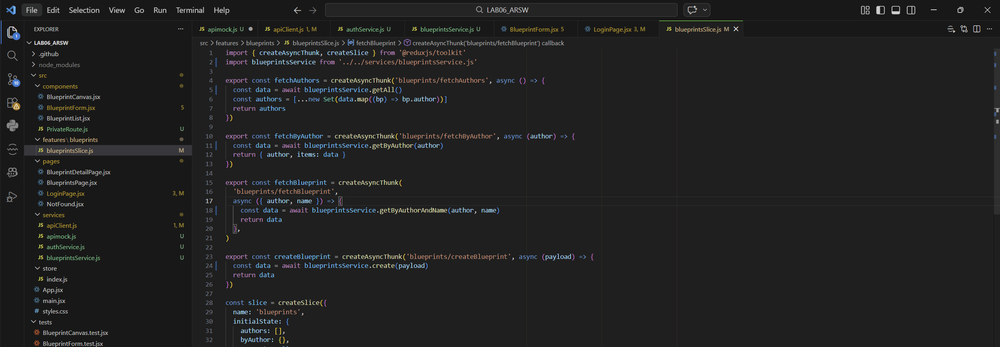 File Edit Selection View Go Run Terminal Help LAB06_ARSW
EXPLORER
LAB06_ARSW
.github
node_modules
src
components
BlueprintCanvas.jsx
BlueprintForm.jsx 5
BlueprintList.jsx
JS PrivateRoute.js U
features\blueprints
JS blueprintsSlice.js M
pages
BlueprintDetailPage.jsx
BlueprintsPage.jsx
LoginPage.jsx 3, M
NotFound.jsx
services
JS apiClient.js 1, M
JS apimock.js U
JS authService.js U
JS blueprintsService.js U
store
JS index.js
App.jsx
main.jsx
# styles.css
tests
BlueprintCanvas.test.jsx
BlueprintForm.test.jsx
1
10
JS apimock.js U JS apiClient.js 1, M JS authService.js U JS blueprintsService.js U BlueprintForm.jsx 5 LoginPage.jsx 3, M JS blueprintsSlice.js M
src > features > blueprints > JS blueprintsSlice.js > fetchBlueprint > createAsyncThunk('blueprints/fetchBlueprint') callback
1 import { createAsyncThunk, createSlice } from '@reduxjs/toolkit'
2 import blueprintsService from '../../services/blueprintsService.js'
3
4 export const fetchAuthors = createAsyncThunk('blueprints/fetchAuthors', async () => {
5 const data = await blueprintsService.getAll()
6 const authors = [...new Set(data.map((bp) => bp.author))]
7 return authors
8 })
9
10 export const fetchByAuthor = createAsyncThunk('blueprints/fetchByAuthor', async (author) => {
11 const data = await blueprintsService.getByAuthor(author)
12 return { author, items: data }
13 })
14
15 export const fetchBlueprint = createAsyncThunk(
16 'blueprints/fetchBlueprint',
17 async ({ author, name }) => {
18 const data = await blueprintsService.getByAuthorAndName(author, name)
19 return data
20 },
21 )
22
23 export const createBlueprint = createAsyncThunk('blueprints/createBlueprint', async (payload) => {
24 const data = await blueprintsService.create(payload)
25 return data
26 })
27
28 const slice = createSlice({
29 name: 'blueprints',
30 initialState: {
31 authors: [],
32 byAuthor: {},